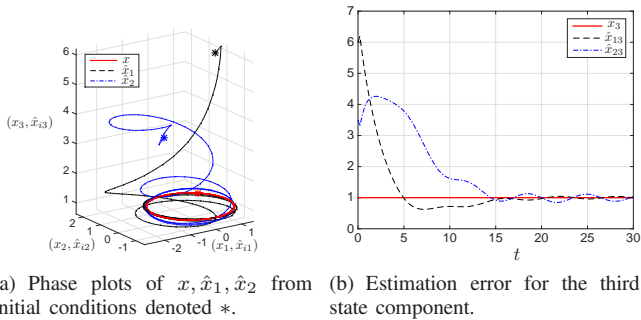 6
5
4
3
2
1
(x₃, x̂ᵢ₃)
x
x̂₁
x̂₂
2
1
0
-1
(x₂, x̂ᵢ₂)
-2
-1
0
1
(x₁, x̂ᵢ₁)
7
6
5
4
3
2
1
0
x₃
x̂₁₃
x̂₂₃
0
5
10
15
20
25
30
t
a) Phase plots of x, x̂₁, x̂₂ from
nitial conditions denoted ∗.
(b) Estimation error for the third
state component.